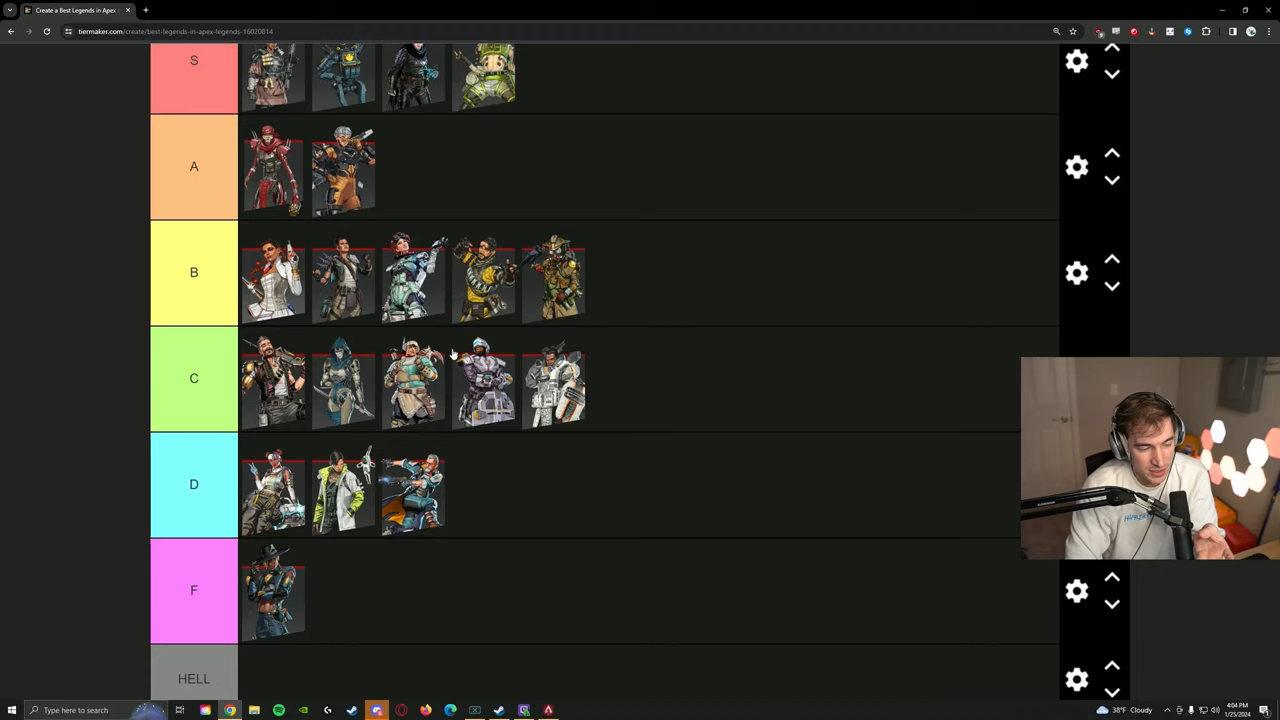 Create a Best Legends in Apex
tiermaker.com/create/best-legends-in-apex-legends-16020814
S
A
B
C
D
F
HELL
Type here to search
38°F Cloudy
4:04 PM
1/25/2024